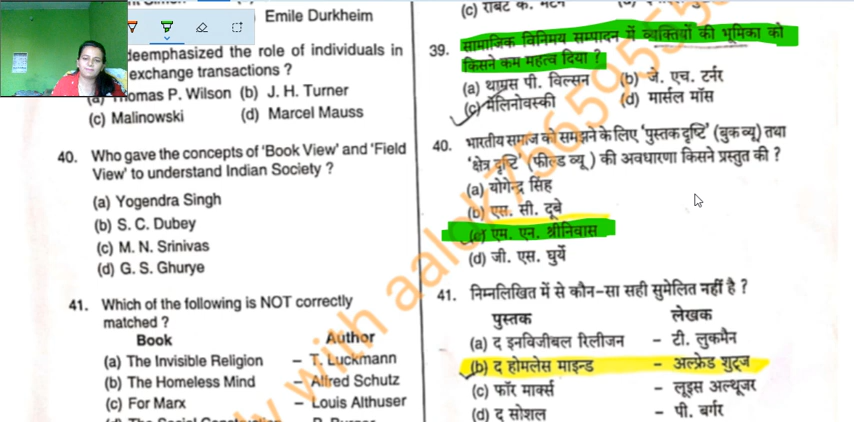 Emile Durkheim
deemphasized the role of individuals in
exchange transactions ?
(a) Thomas P. Wilson (b) J. H. Turner
(c) Malinowski (d) Marcel Mauss
40. Who gave the concepts of 'Book View' and 'Field
View' to understand Indian Society ?
(a) Yogendra Singh
(b) S. C. Dubey
(c) M. N. Srinivas
(d) G. S. Ghurye
41. Which of the following is NOT correctly
matched ?
Book Author
(a) The Invisible Religion – T. Luckmann
(b) The Homeless Mind – Alfred Schutz
(c) For Marx – Louis Althuser
(c) राबर्ट के. मर्टन
39. सामाजिक विनिमय सम्पादन में व्यक्तियों की भूमिका को
किसने कम महत्व दिया ?
(a) थामस पी. विल्सन (b) जे. एच. टर्नर
(c) मैलिनोवस्की (d) मार्सल मॉस
40. भारतीय समाज को समझने के लिए 'पुस्तक दृष्टि' (बुक व्यू) तथा
'क्षेत्र दृष्टि' (फील्ड व्यू) की अवधारणा किसने प्रस्तुत की ?
(a) योगेन्द्र सिंह
(b) एस. सी. दूबे
(c) एम. एन. श्रीनिवास
(d) जी. एस. घुर्ये
41. निम्नलिखित में से कौन-सा सही सुमेलित नहीं है ?
पुस्तक लेखक
(a) द इनविजीबल रिलीजन – टी. लुकमैन
(b) द होमलेस माइन्ड – अल्फ्रेड शुट्ज
(c) फॉर मार्क्स – लूइस अल्थूजर
(d) द सोशल – पी. बर्गर